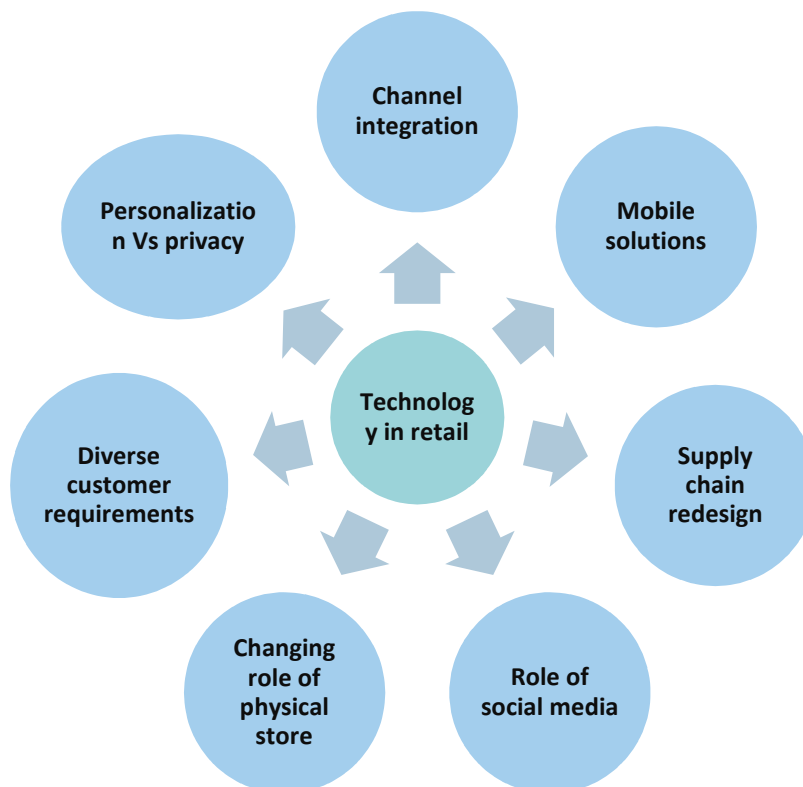 Channel
integration
Personalizatio
n Vs privacy
Mobile
solutions
Technolog
y in retail
Diverse
customer
requirements
Supply
chain
redesign
Changing
role of
physical
store
Role of
social media